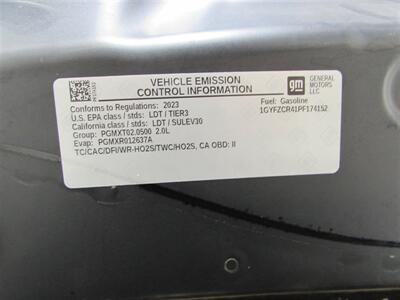 VEHICLE EMISSION
CONTROL INFORMATION
gm
GENERAL
MOTORS
LLC
Conforms to Regulations: 2023
U.S. EPA class / stds: LDT / TIER3
California class / stds: LDT / SULEV30
Group: PGMXT02.0500 2.0L
Evap: PGMXR012637A
TC/CAC/DFI/WR-HO2S/TWC/HO2S, CA OBD: II
Fuel: Gasoline
1GYFZCR41PF174152